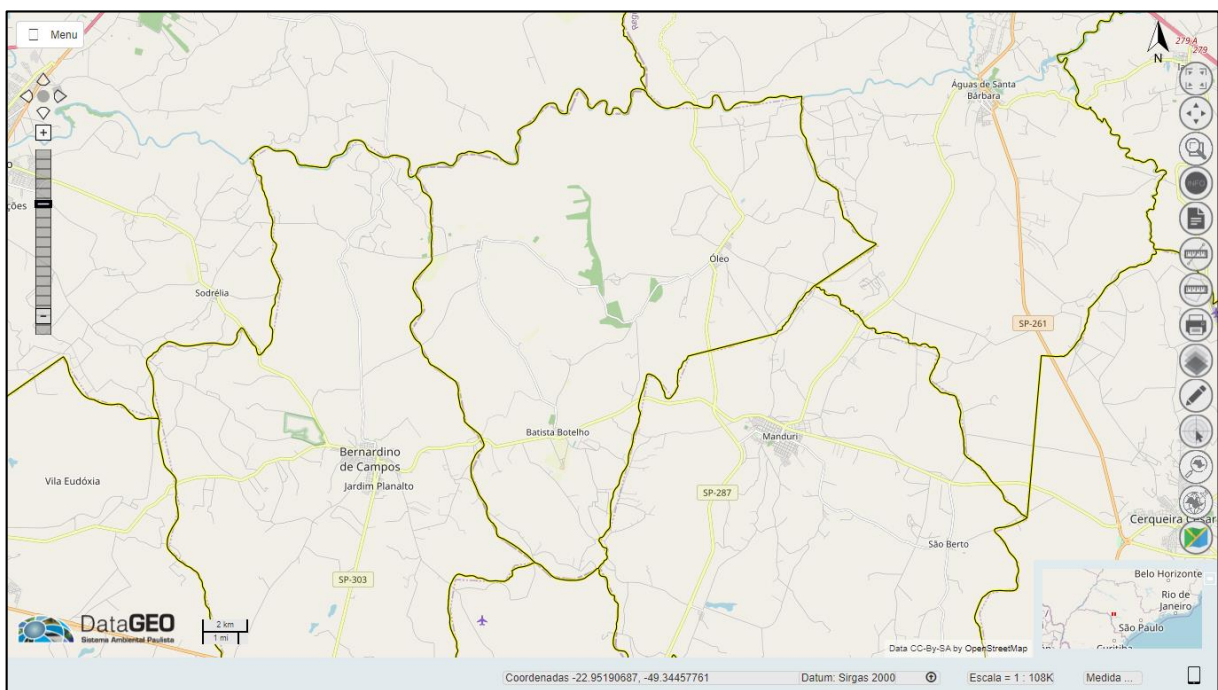 Menu
279 A
279
N
Águas de Santa
Bárbara
INFO
ções
Sodrélia
Óleo
SP-261
Batista Botelho
Manduri
Bernardino
de Campos
Vila Eudóxia
Jardim Planalto
SP-287
Cerqueira César
São Berto
SP-303
Belo Horizonte
Rio de
Janeiro
São Paulo
Curitiba
DataGEO
Sistema Ambiental Paulista
2 km
1 mi
Data CC-By-SA by OpenStreetMap
Coordenadas -22.95190687, -49.34457761
Datum: Sirgas 2000
Escala = 1 : 108K
Medida ...